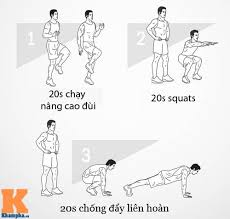 1
2
20s chạy
nâng cao đùi
20s squats
3
20s chống đẩy liên hoàn
K
Khampha.vn